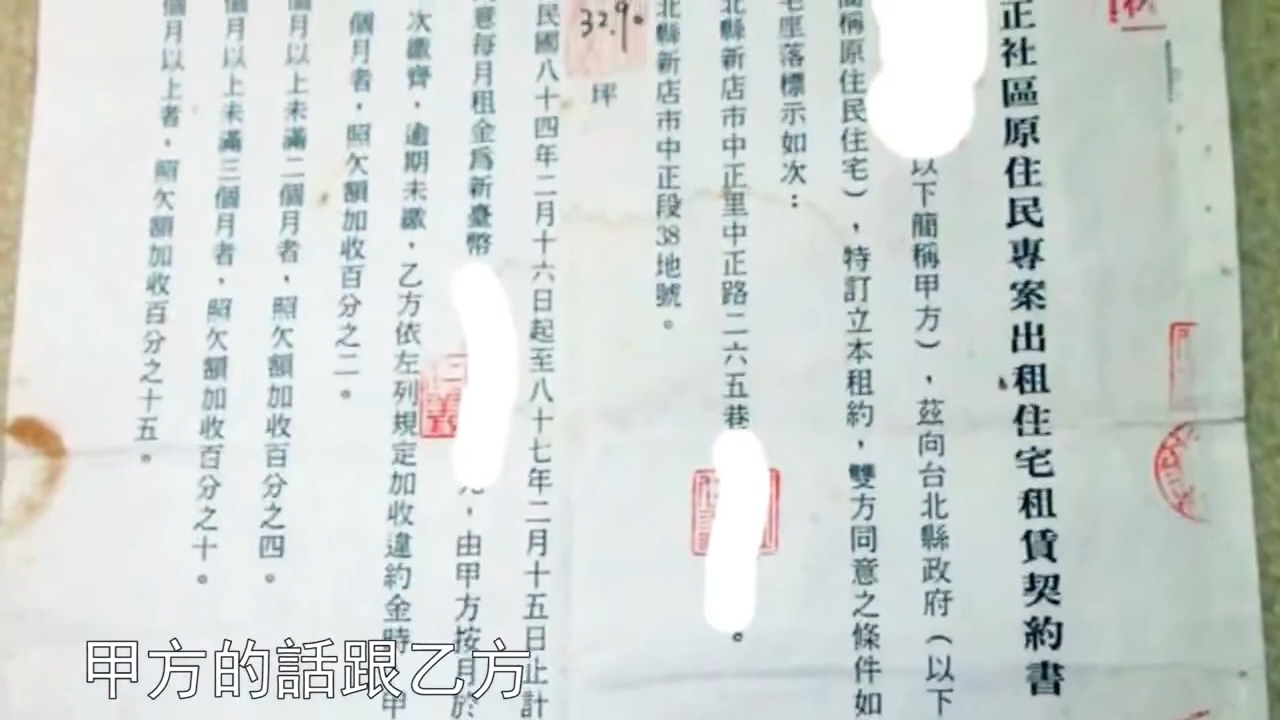 正社區原住民專案出租住宅租賃契約書
以下簡稱甲方），茲向台北縣政府（以下
簡稱原住民住宅），特訂立本租約，雙方同意之條件如
宅座落標示如次：
北縣新店市中正里中正路二六五巷
。
北縣新店市中正段38地號。
32.90
坪
民國八十四年二月十六日起至八十七年二月十五日止計
意每月租金為新臺幣
元，由甲方按月於
次繳齊，逾期未繳，乙方依左列規定加收違約金時，甲
個月者，照欠額加收百分之二。
個月以上未滿二個月者，照欠額加收百分之四。
個月以上未滿三個月者，照欠額加收百分之十。
個月以上者，照欠額加收百分之十五。
甲方的話跟乙方